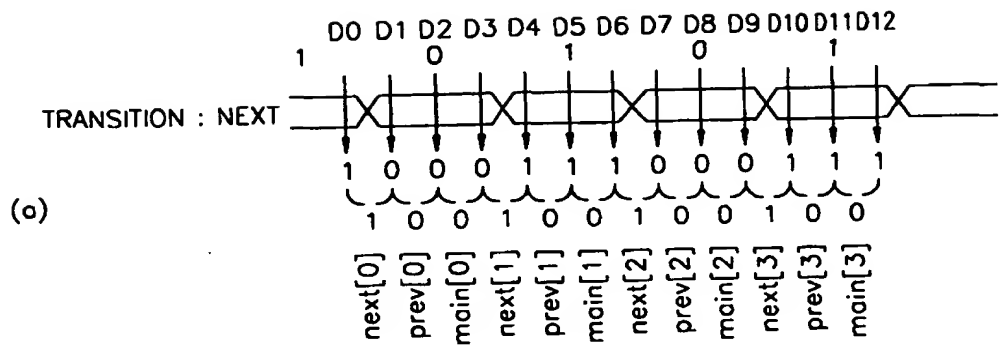 D0 D1 D2 D3 D4 D5 D6 D7 D8 D9 D10 D11 D12
1 0 1 0 1
TRANSITION : NEXT
1 0 0 0 1 1 1 0 0 0 1 1 1
(a)
1 0 0 1 0 0 1 0 0 1 0 0
next[0] prev[0] main[0] next[1] prev[1] main[1] next[2] prev[2] main[2] next[3] prev[3] main[3]